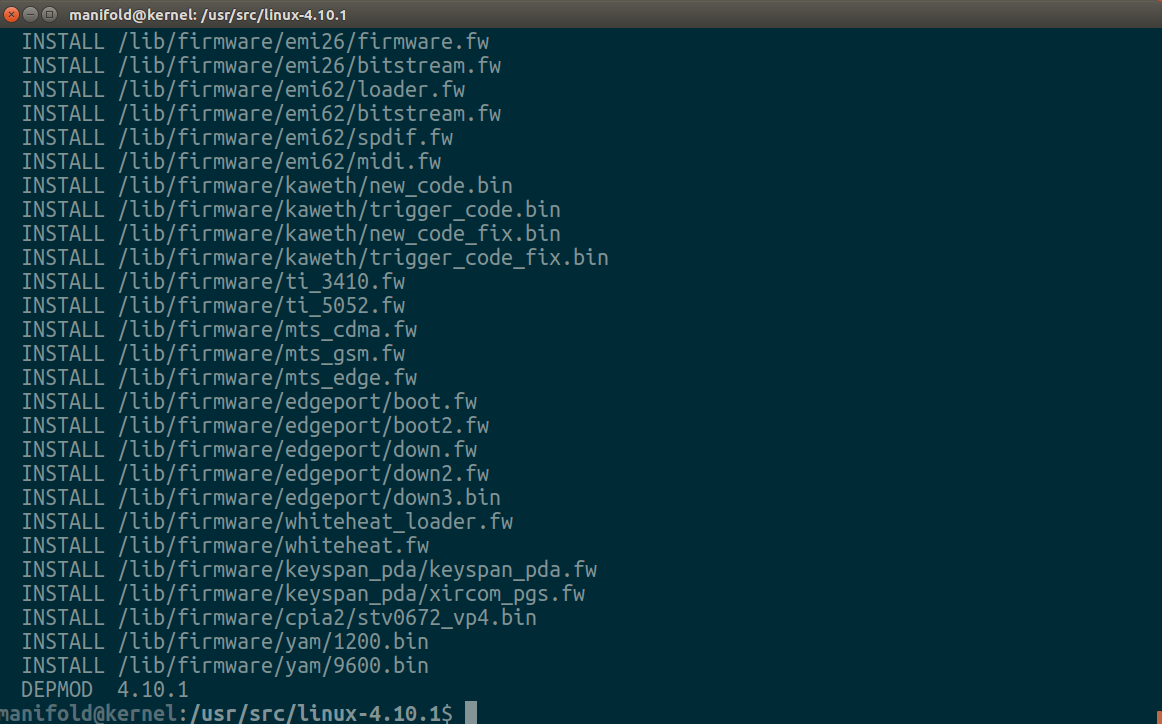 manifold@kernel: /usr/src/linux-4.10.1
INSTALL /lib/firmware/emi26/firmware.fw
INSTALL /lib/firmware/emi26/bitstream.fw
INSTALL /lib/firmware/emi62/loader.fw
INSTALL /lib/firmware/emi62/bitstream.fw
INSTALL /lib/firmware/emi62/spdif.fw
INSTALL /lib/firmware/emi62/midi.fw
INSTALL /lib/firmware/kaweth/new_code.bin
INSTALL /lib/firmware/kaweth/trigger_code.bin
INSTALL /lib/firmware/kaweth/new_code_fix.bin
INSTALL /lib/firmware/kaweth/trigger_code_fix.bin
INSTALL /lib/firmware/ti_3410.fw
INSTALL /lib/firmware/ti_5052.fw
INSTALL /lib/firmware/mts_cdma.fw
INSTALL /lib/firmware/mts_gsm.fw
INSTALL /lib/firmware/mts_edge.fw
INSTALL /lib/firmware/edgeport/boot.fw
INSTALL /lib/firmware/edgeport/boot2.fw
INSTALL /lib/firmware/edgeport/down.fw
INSTALL /lib/firmware/edgeport/down2.fw
INSTALL /lib/firmware/edgeport/down3.bin
INSTALL /lib/firmware/whiteheat_loader.fw
INSTALL /lib/firmware/whiteheat.fw
INSTALL /lib/firmware/keyspan_pda/keyspan_pda.fw
INSTALL /lib/firmware/keyspan_pda/xircom_pgs.fw
INSTALL /lib/firmware/cpia2/stv0672_vp4.bin
INSTALL /lib/firmware/yam/1200.bin
INSTALL /lib/firmware/yam/9600.bin
DEPMOD  4.10.1
manifold@kernel:/usr/src/linux-4.10.1$